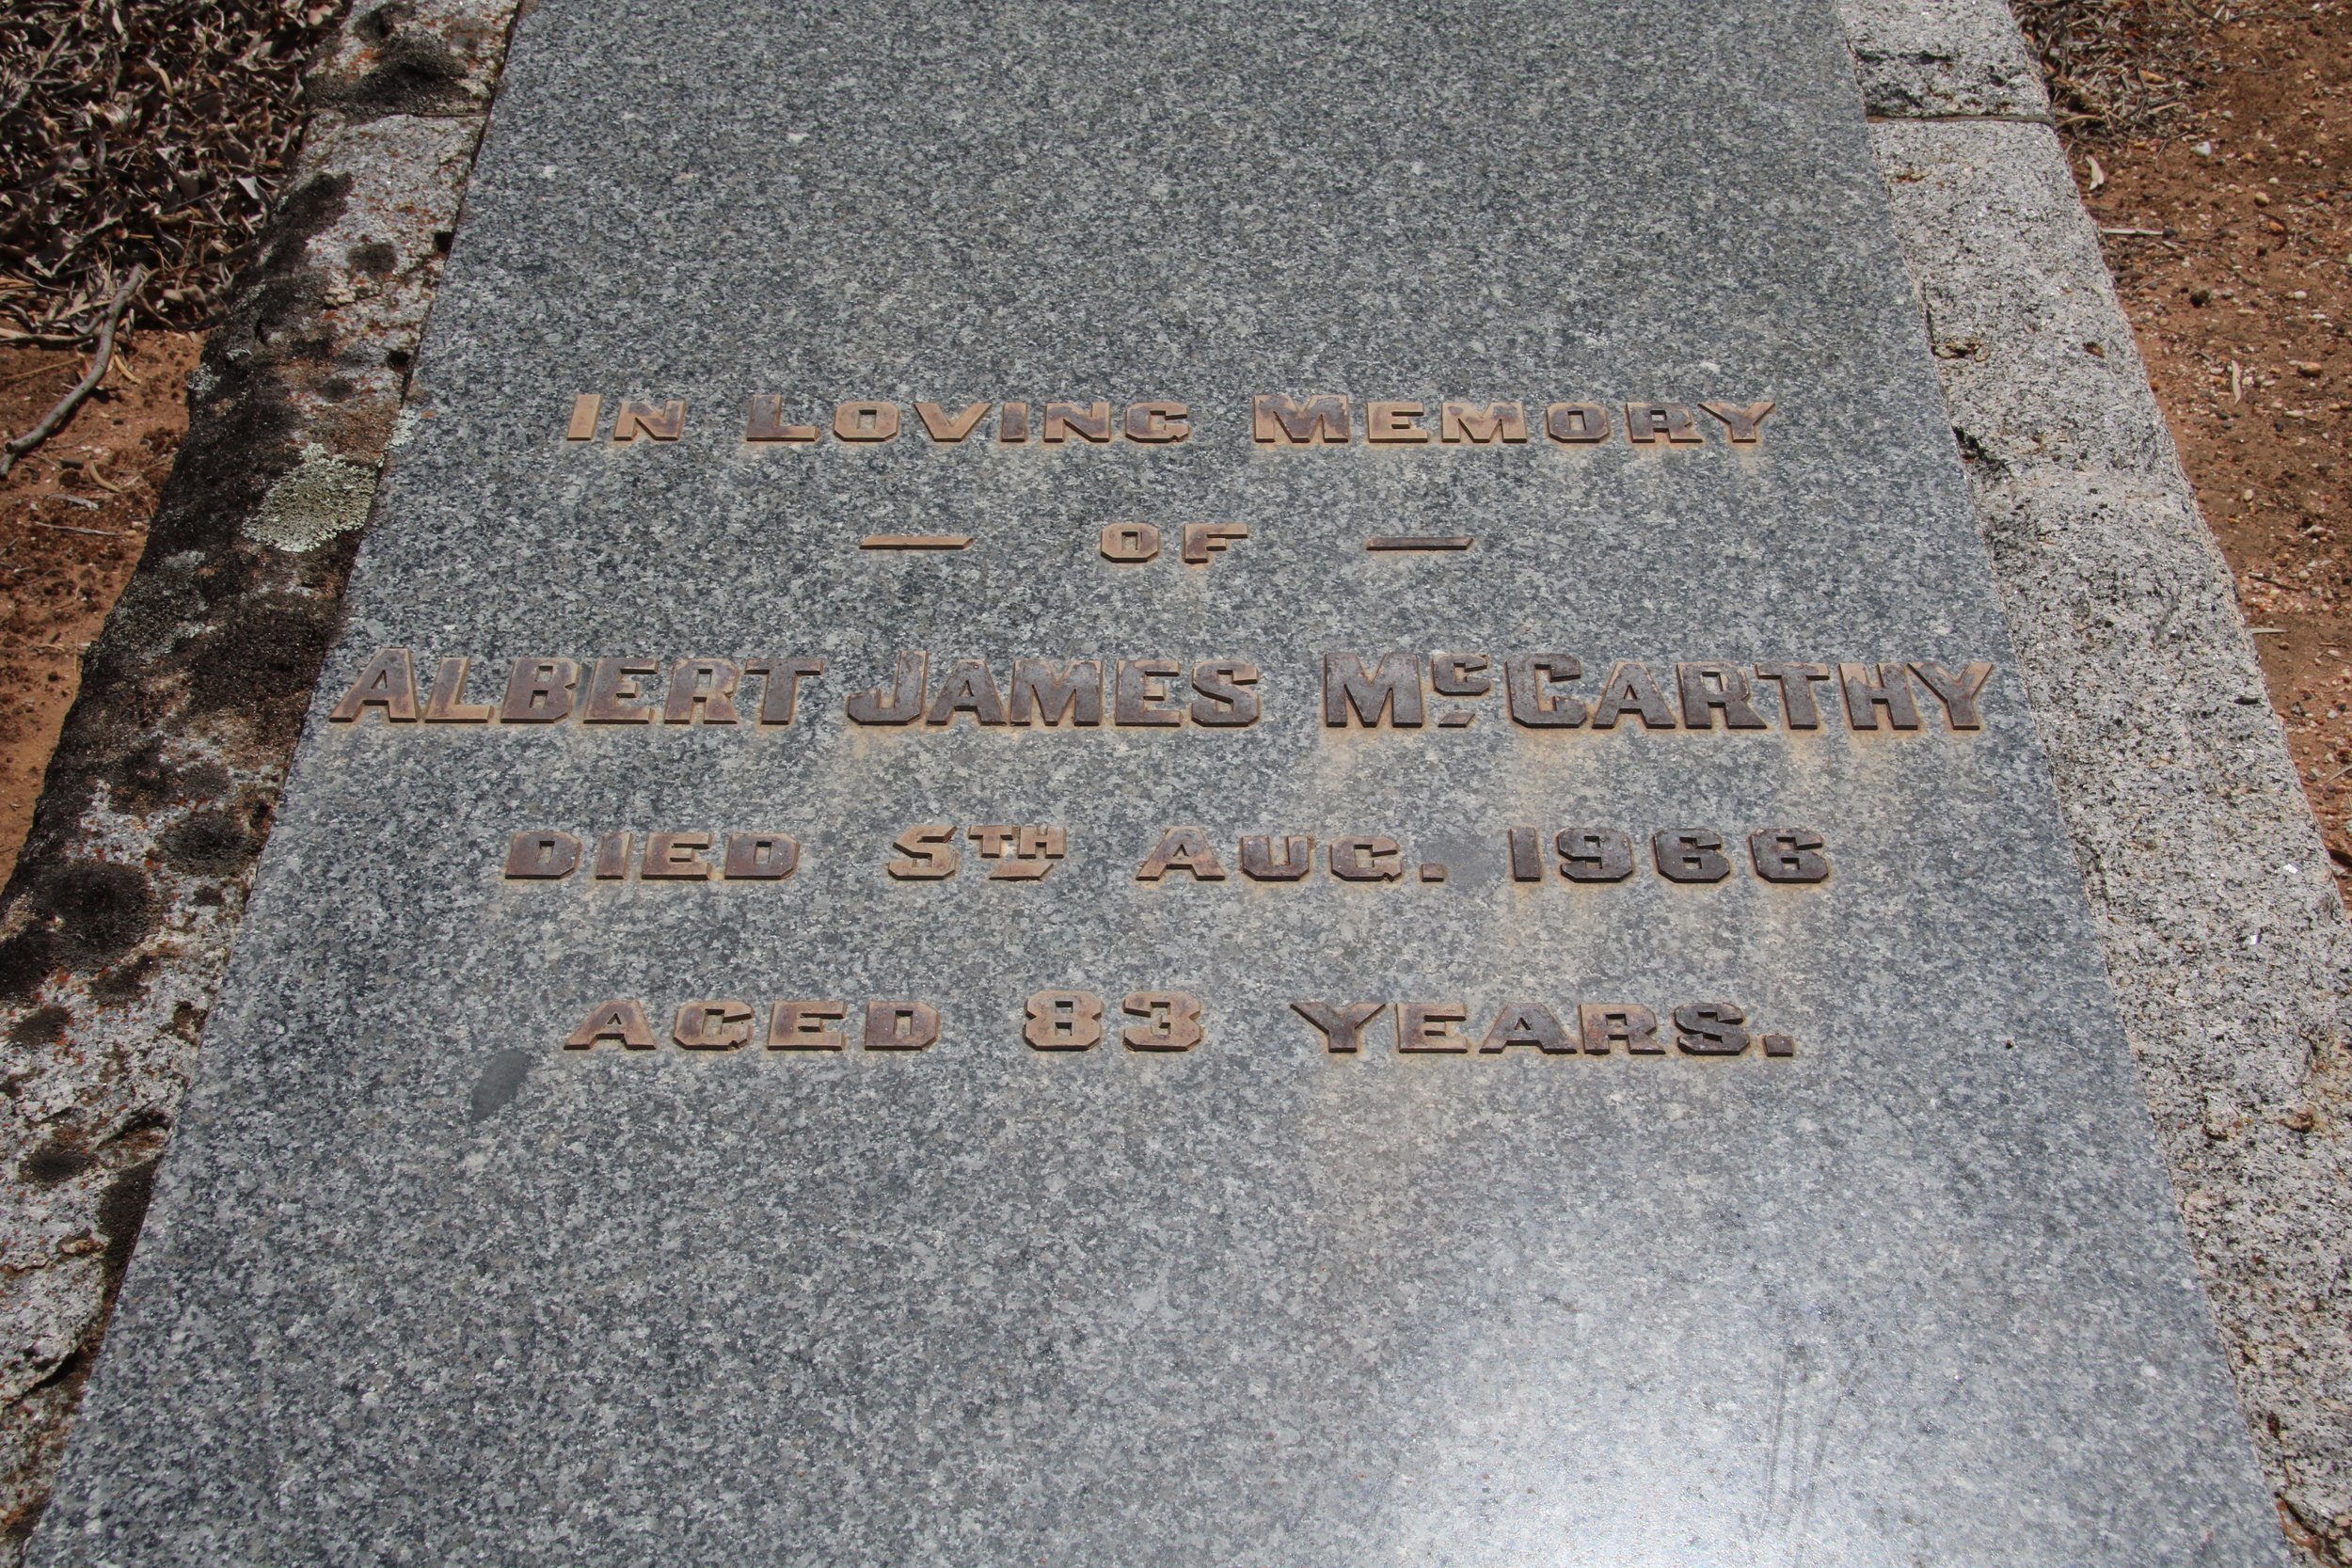 IN LOVING MEMORY
— OF —
ALBERT JAMES McCARTHY
DIED 5TH AUG. 1966
AGED 83 YEARS.